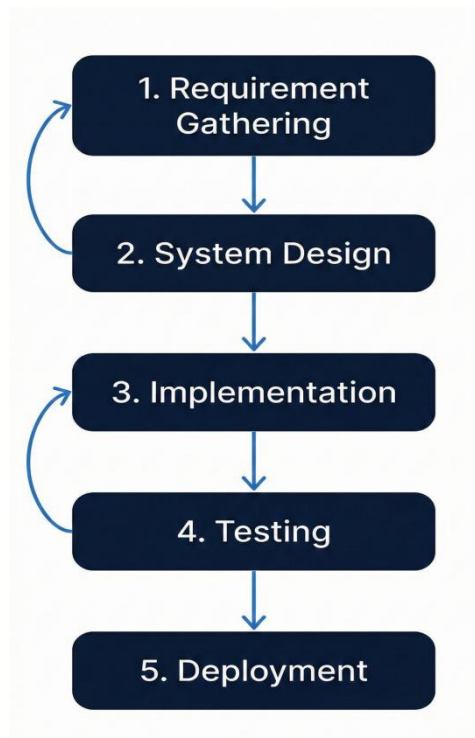 1. Requirement
Gathering
2. System Design
3. Implementation
4. Testing
5. Deployment